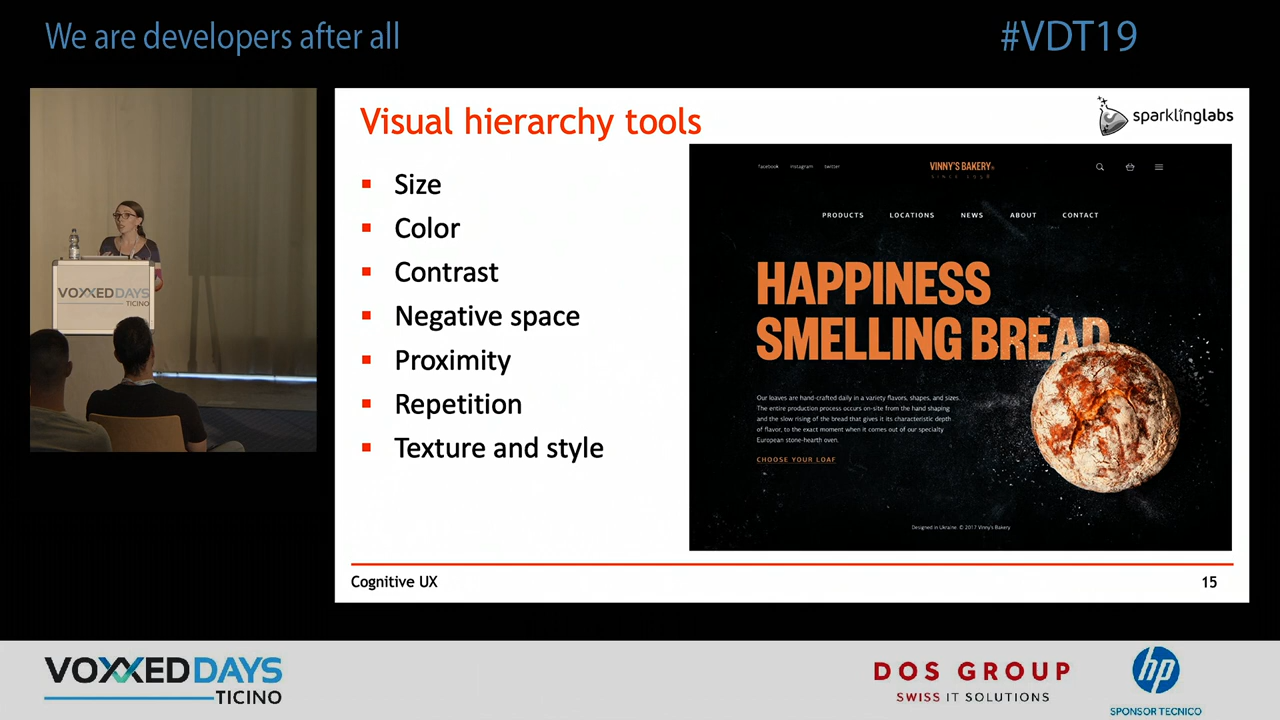 We are developers after all
#VDT19
VOXXEDDAYS
TICINO
Visual hierarchy tools
sparklinglabs
Size
Color
Contrast
Negative space
Proximity
Repetition
Texture and style
facebook instagram twitter
VINNY'S BAKERY
SINCE 1958
PRODUCTS LOCATIONS NEWS ABOUT CONTACT
HAPPINESS
SMELLING BREAD
Our loaves are hand-crafted daily in a variety flavors, shapes, and sizes.
The entire production process occurs on-site from the hand shaping
and the slow rising of the bread that gives it its characteristic depth
of flavor, to the exact moment when it comes out of our specialty
European stone-hearth oven.
CHOOSE YOUR LOAF
Designed in Ukraine. © 2017 Vinny's Bakery
Cognitive UX
15
VOXXEDDAYS
TICINO
DOS GROUP
SWISS IT SOLUTIONS
hp
SPONSOR TECNICO